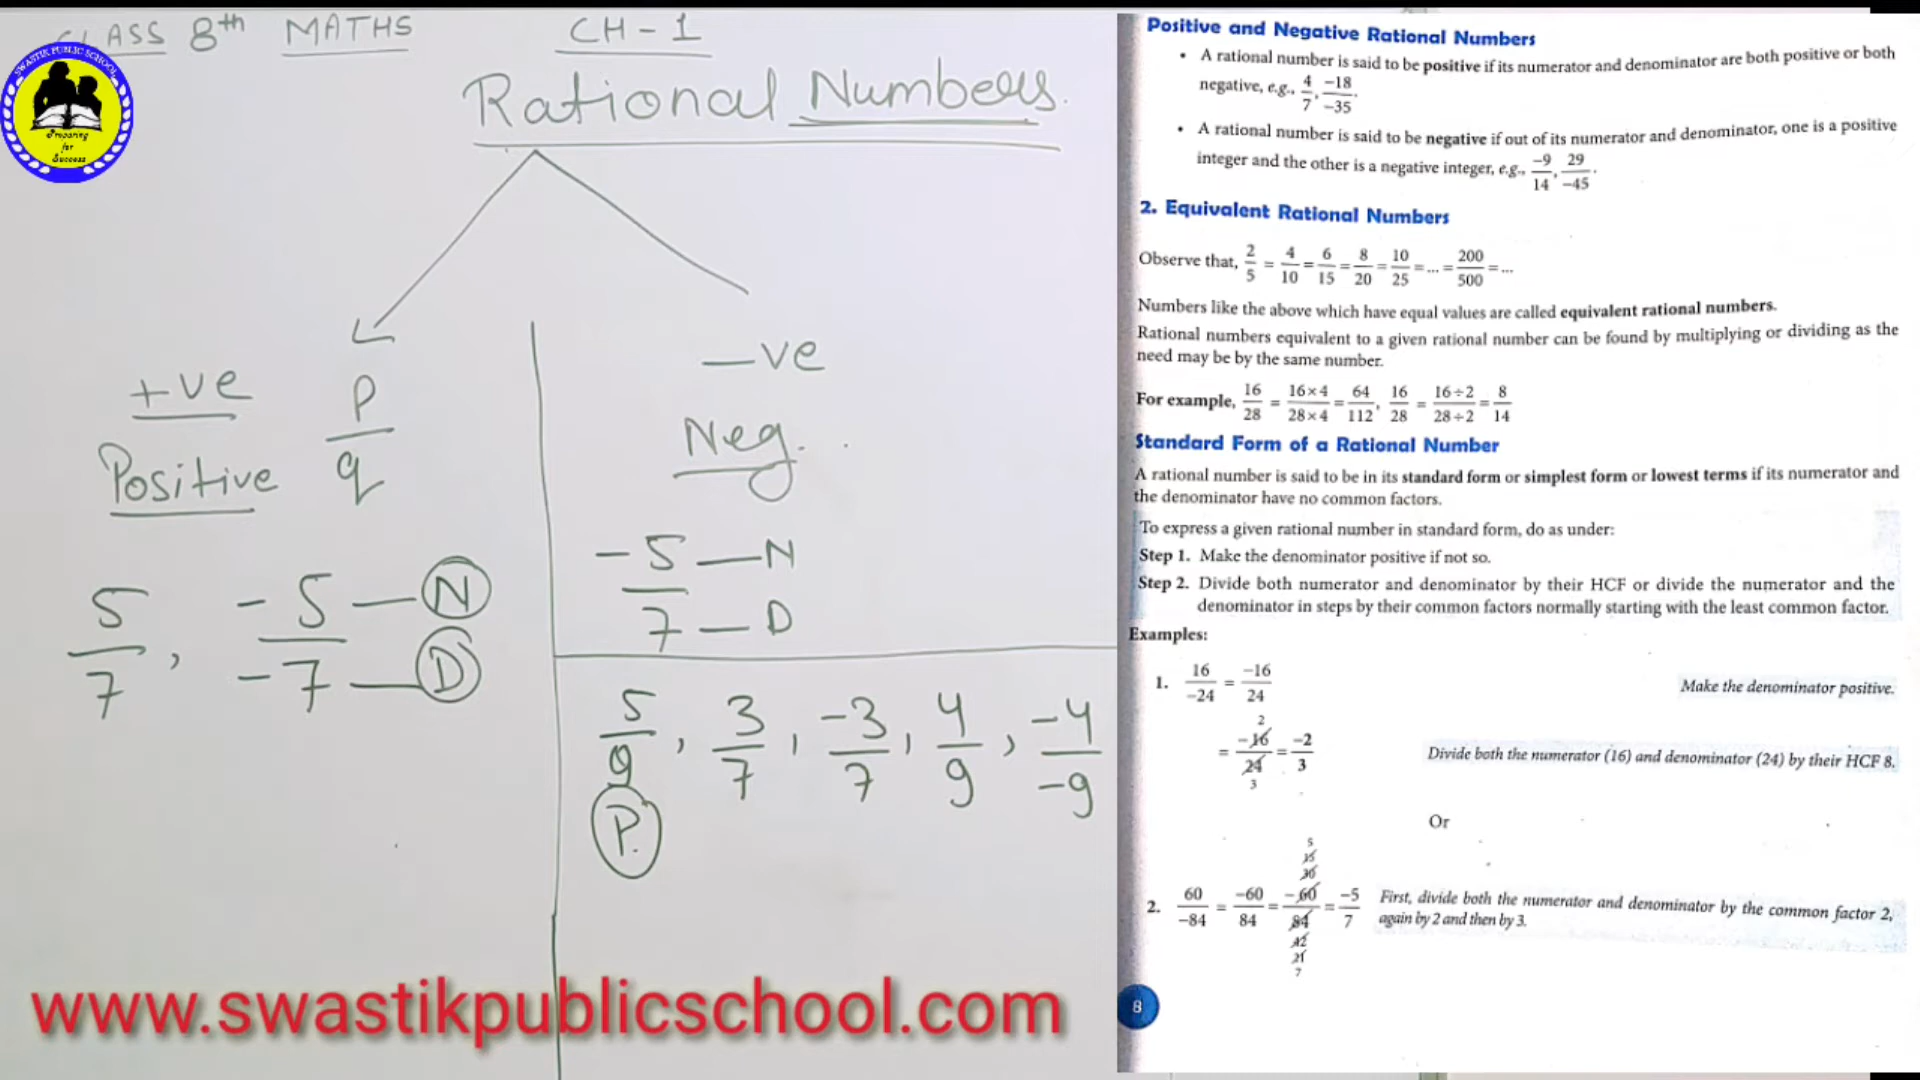 CLASS 8th MATHS CH-1
SWASTIK PUBLIC SCHOOL
Preparing
for
Success
Rational Numbers.
+ve
Positive
p/q
5/7 , -5/-7 — N
D
-ve
Neg.
-5/7 — N
D
5/9 , 3/7 , -3/7 , 4/9 , -4/-9
P.
www.swastikpublicschool.com
Positive and Negative Rational Numbers
• A rational number is said to be positive if its numerator and denominator are both positive or both
negative, e.g., 4/7, -18/-35.
• A rational number is said to be negative if out of its numerator and denominator, one is a positive
integer and the other is a negative integer, e.g., -9/14, 29/-45.
2. Equivalent Rational Numbers
Observe that, 2/5 = 4/10 = 6/15 = 8/20 = 10/25 = ... = 200/500 = ...
Numbers like the above which have equal values are called equivalent rational numbers.
Rational numbers equivalent to a given rational number can be found by multiplying or dividing as the
need may be by the same number.
For example, 16/28 = 16×4/28×4 = 64/112, 16/28 = 16÷2/28÷2 = 8/14
Standard Form of a Rational Number
A rational number is said to be in its standard form or simplest form or lowest terms if its numerator and
the denominator have no common factors.
To express a given rational number in standard form, do as under:
Step 1. Make the denominator positive if not so.
Step 2. Divide both numerator and denominator by their HCF or divide the numerator and the
denominator in steps by their common factors normally starting with the least common factor.
Examples:
1. 16/-24 = -16/24 Make the denominator positive.
2
= -16/24 = -2/3 Divide both the numerator (16) and denominator (24) by their HCF 8.
3
Or
5
15
30
2. 60/-84 = -60/84 = -60/84 = -5/7 First, divide both the numerator and denominator by the common factor 2,
again by 2 and then by 3.
42
21
7
8